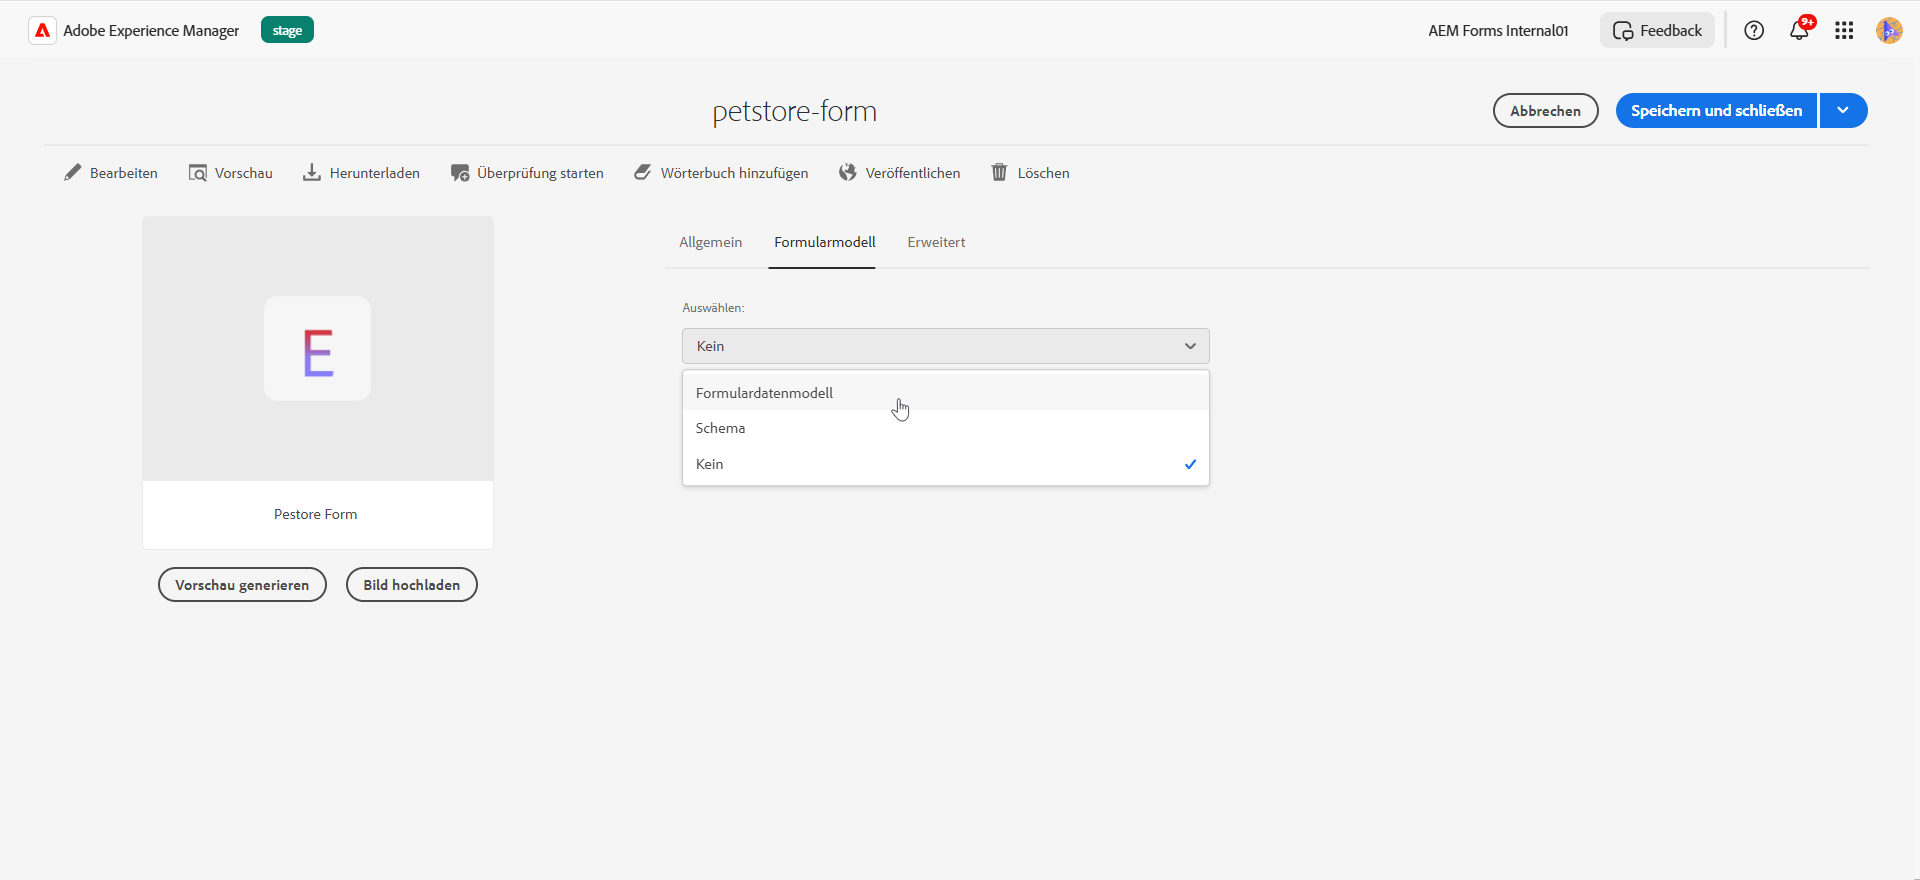 Adobe Experience Manager stage AEM Forms Internal01 Feedback 9+
petstore-form Abbrechen Speichern und schließen
Bearbeiten Vorschau Herunterladen Überprüfung starten Wörterbuch hinzufügen Veröffentlichen Löschen
Allgemein Formularmodell Erweitert
Auswählen:
Kein
Formulardatenmodell
Schema
Kein
E
Pestore Form
Vorschau generieren Bild hochladen